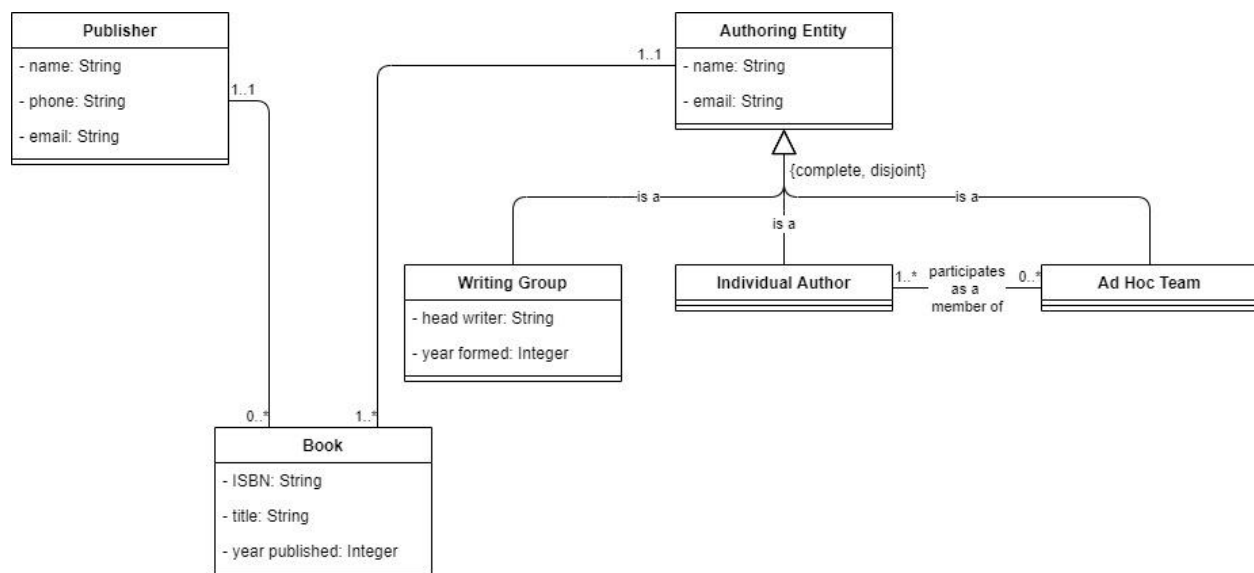 Publisher
- name: String
- phone: String
- email: String
1..1
Authoring Entity
- name: String
- email: String
1..1
{complete, disjoint}
is a
is a
is a
Writing Group
- head writer: String
- year formed: Integer
Individual Author
1..*
participates
as a
member of
0..*
Ad Hoc Team
0..*
1..*
Book
- ISBN: String
- title: String
- year published: Integer